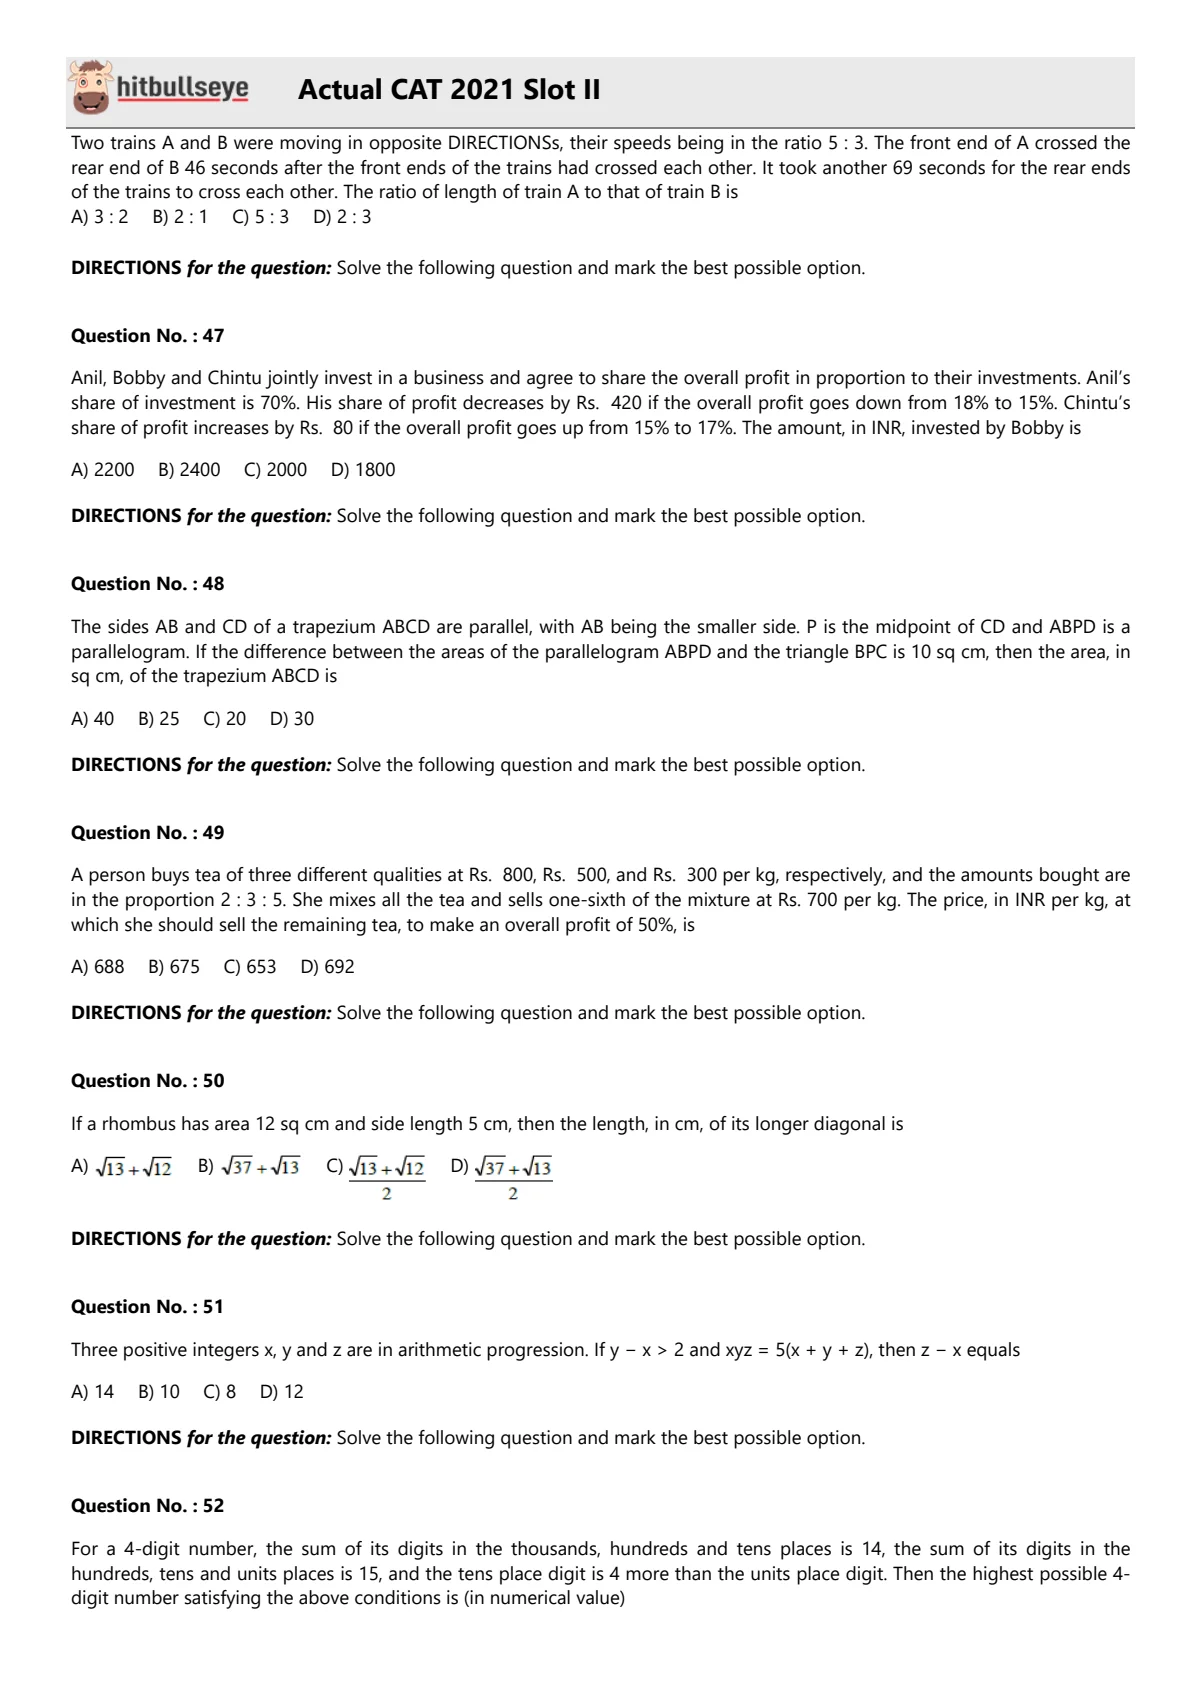 hitbullseye Actual CAT 2021 Slot II
Two trains A and B were moving in opposite DIRECTIONSs, their speeds being in the ratio 5 : 3. The front end of A crossed the
rear end of B 46 seconds after the front ends of the trains had crossed each other. It took another 69 seconds for the rear ends
of the trains to cross each other. The ratio of length of train A to that of train B is
A) 3 : 2 B) 2 : 1 C) 5 : 3 D) 2 : 3
DIRECTIONS for the question: Solve the following question and mark the best possible option.
Question No. : 47
Anil, Bobby and Chintu jointly invest in a business and agree to share the overall profit in proportion to their investments. Anil’s
share of investment is 70%. His share of profit decreases by Rs. 420 if the overall profit goes down from 18% to 15%. Chintu’s
share of profit increases by Rs. 80 if the overall profit goes up from 15% to 17%. The amount, in INR, invested by Bobby is
A) 2200 B) 2400 C) 2000 D) 1800
DIRECTIONS for the question: Solve the following question and mark the best possible option.
Question No. : 48
The sides AB and CD of a trapezium ABCD are parallel, with AB being the smaller side. P is the midpoint of CD and ABPD is a
parallelogram. If the difference between the areas of the parallelogram ABPD and the triangle BPC is 10 sq cm, then the area, in
sq cm, of the trapezium ABCD is
A) 40 B) 25 C) 20 D) 30
DIRECTIONS for the question: Solve the following question and mark the best possible option.
Question No. : 49
A person buys tea of three different qualities at Rs. 800, Rs. 500, and Rs. 300 per kg, respectively, and the amounts bought are
in the proportion 2 : 3 : 5. She mixes all the tea and sells one-sixth of the mixture at Rs. 700 per kg. The price, in INR per kg, at
which she should sell the remaining tea, to make an overall profit of 50%, is
A) 688 B) 675 C) 653 D) 692
DIRECTIONS for the question: Solve the following question and mark the best possible option.
Question No. : 50
If a rhombus has area 12 sq cm and side length 5 cm, then the length, in cm, of its longer diagonal is
A) √13 + √12 B) √37 + √13 C) (√13 + √12)/2 D) (√37 + √13)/2
DIRECTIONS for the question: Solve the following question and mark the best possible option.
Question No. : 51
Three positive integers x, y and z are in arithmetic progression. If y − x > 2 and xyz = 5(x + y + z), then z − x equals
A) 14 B) 10 C) 8 D) 12
DIRECTIONS for the question: Solve the following question and mark the best possible option.
Question No. : 52
For a 4-digit number, the sum of its digits in the thousands, hundreds and tens places is 14, the sum of its digits in the
hundreds, tens and units places is 15, and the tens place digit is 4 more than the units place digit. Then the highest possible 4-
digit number satisfying the above conditions is (in numerical value)